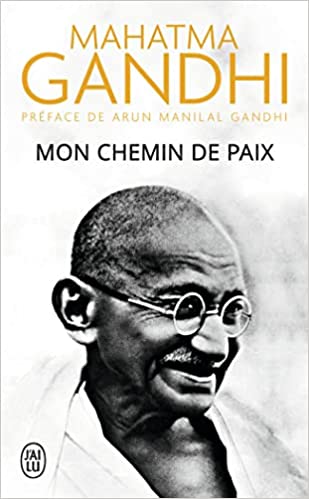 MAHATMA
GANDHI
PRÉFACE DE ARUN MANILAL GANDHI
MON CHEMIN DE PAIX
J'AI
LU